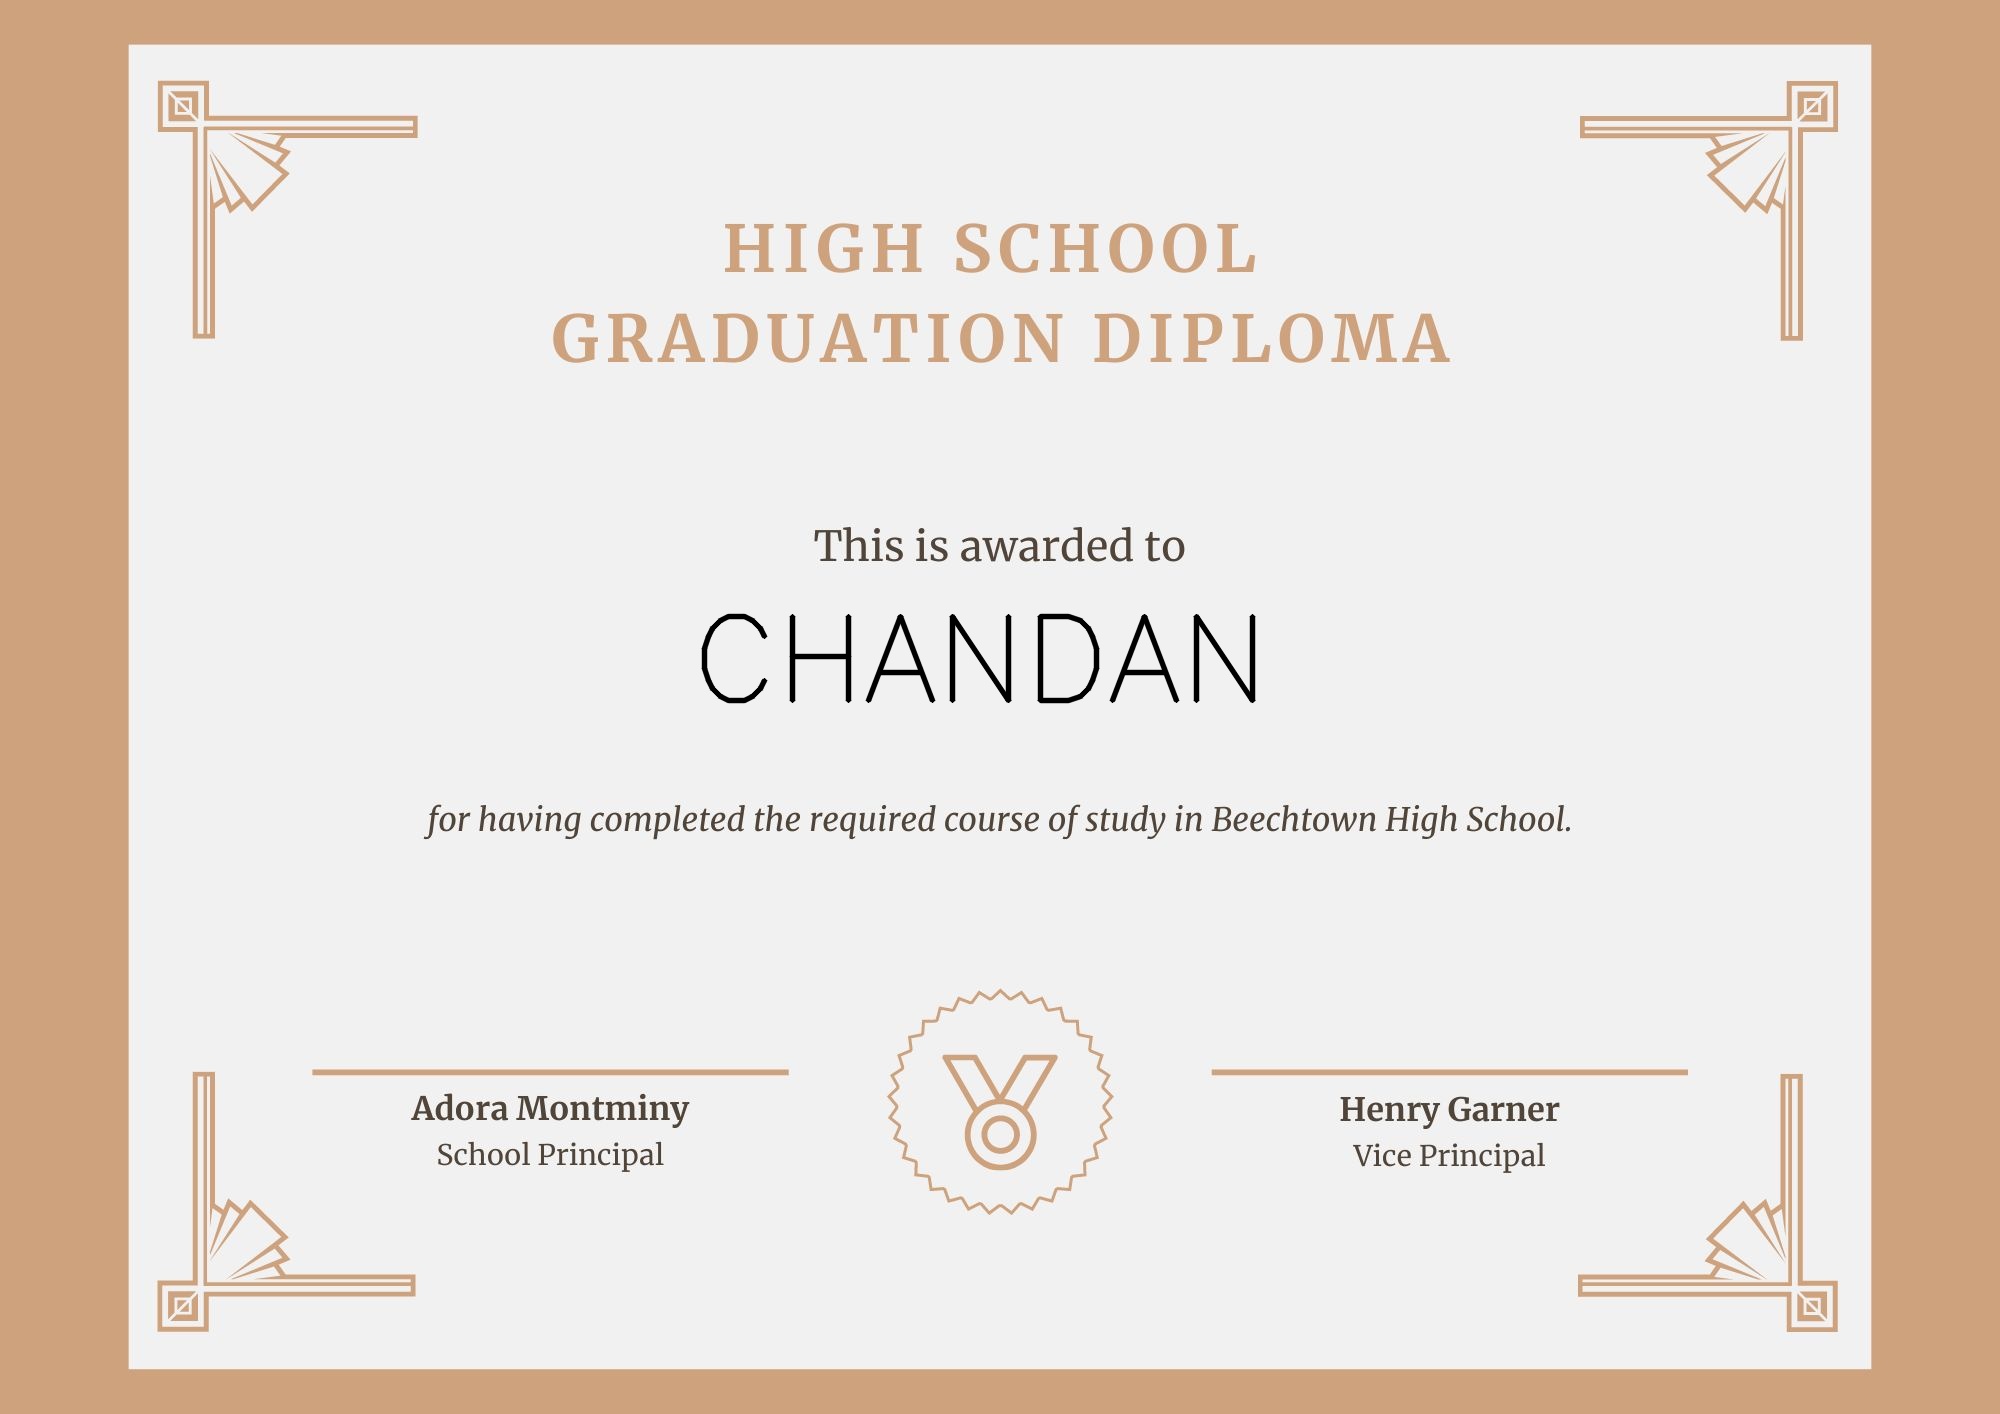 HIGH SCHOOL
GRADUATION DIPLOMA
This is awarded to
CHANDAN
for having completed the required course of study in Beechtown High School.
Adora Montminy
School Principal
Henry Garner
Vice Principal